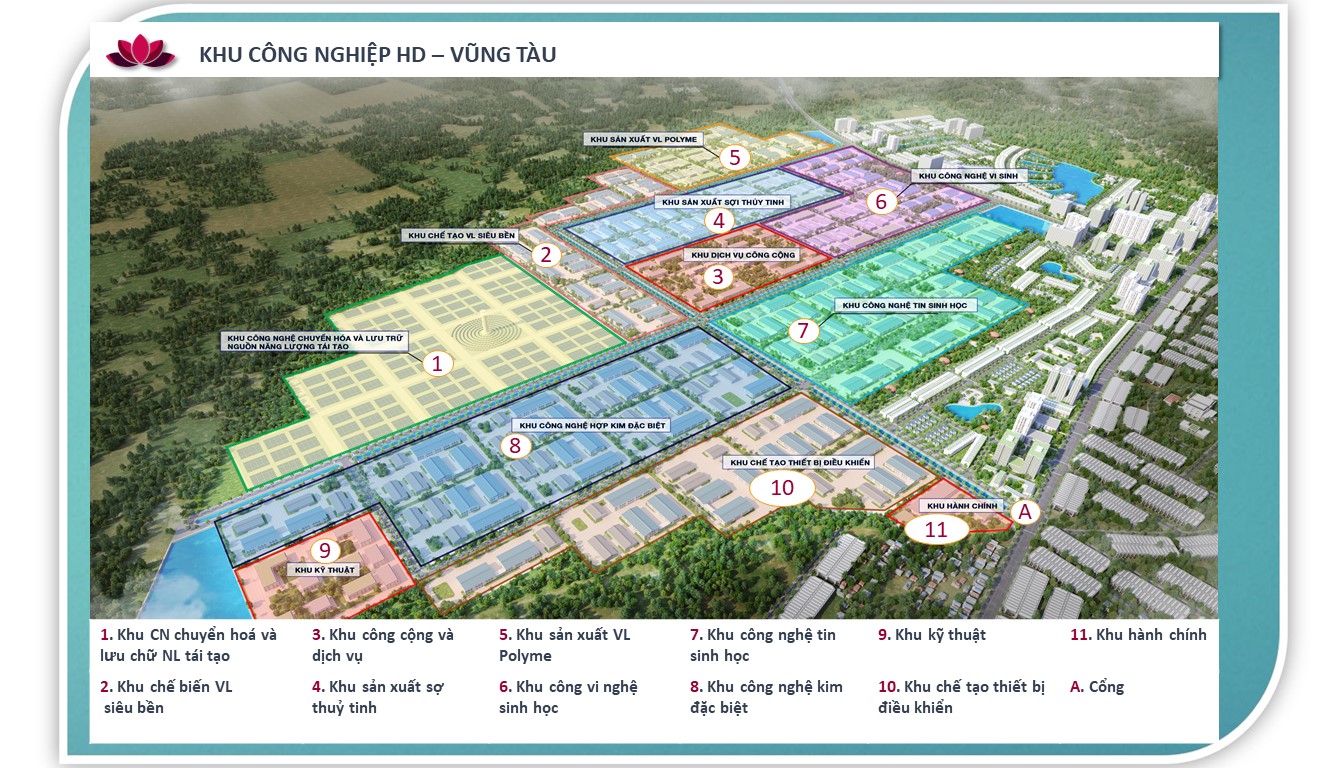 KHU CÔNG NGHIỆP HD – VŨNG TÀU
KHU SẢN XUẤT VL POLYME
5
KHU CÔNG NGHỆ VI SINH
6
KHU SẢN XUẤT SỢI THỦY TINH
4
KHU CHẾ TẠO VL SIÊU BỀN
2
KHU DỊCH VỤ CÔNG CỘNG
3
KHU CÔNG NGHỆ TIN SINH HỌC
7
KHU CÔNG NGHỆ CHUYỂN HÓA VÀ LƯU TRỮ
NGUỒN NĂNG LƯỢNG TÁI TẠO
1
KHU CÔNG NGHỆ HỢP KIM ĐẶC BIỆT
8
KHU CHẾ TẠO THIẾT BỊ ĐIỀU KHIỂN
10
KHU HÀNH CHÍNH
A
11
9
KHU KỸ THUẬT
1. Khu CN chuyển hoá và
lưu chữ NL tái tạo
2. Khu chế biến VL
siêu bền
3. Khu công cộng và
dịch vụ
4. Khu sản xuất sợ
thuỷ tinh
5. Khu sản xuất VL
Polyme
6. Khu công vi nghệ
sinh học
7. Khu công nghệ tin
sinh học
8. Khu công nghệ kim
đặc biệt
9. Khu kỹ thuật
10. Khu chế tạo thiết bị
điều khiển
11. Khu hành chính
A. Cổng